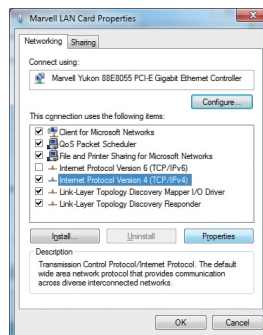 Marvell LAN Card Properties
Networking Sharing
Connect using:
Marvell Yukon 88E8055 PCI-E Gigabit Ethernet Controller
Configure...
This connection uses the following items:
Client for Microsoft Networks
QoS Packet Scheduler
File and Printer Sharing for Microsoft Networks
Internet Protocol Version 6 (TCP/IPv6)
Internet Protocol Version 4 (TCP/IPv4)
Link-Layer Topology Discovery Mapper I/O Driver
Link-Layer Topology Discovery Responder
Install... Uninstall Properties
Description
Transmission Control Protocol/Internet Protocol. The default
wide area network protocol that provides communication
across diverse interconnected networks.
OK Cancel